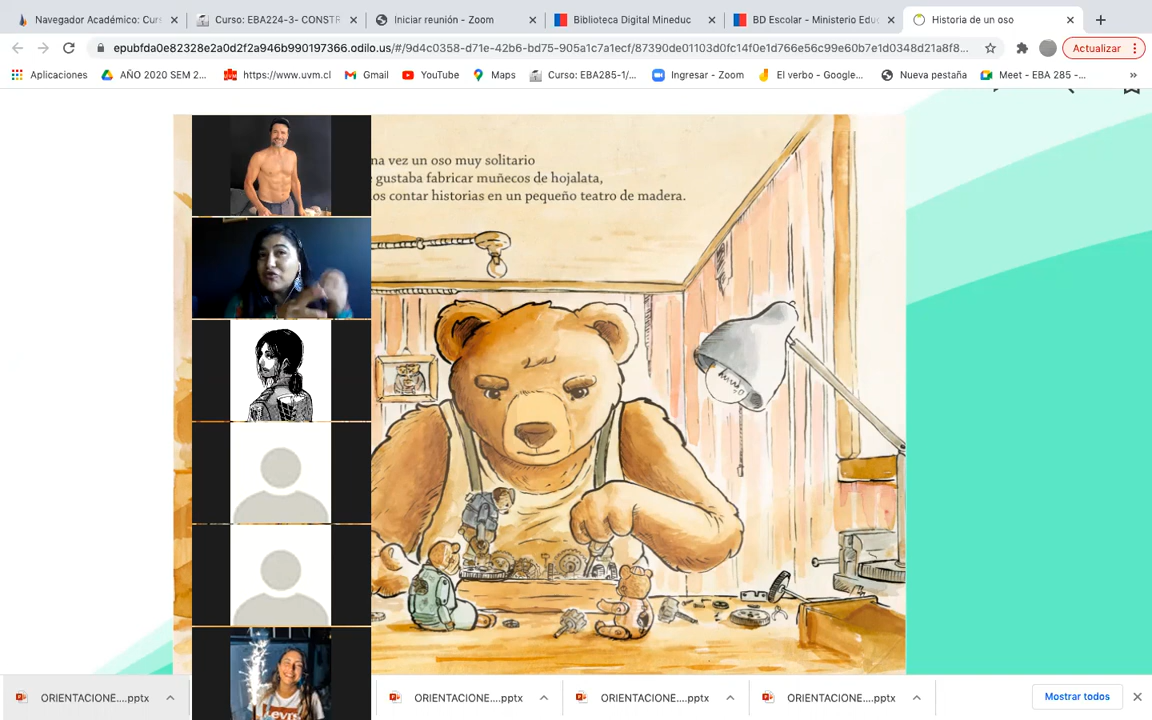 Navegador Académico: Curs
Curso: EBA224-3- CONSTR
Iniciar reunión - Zoom
Biblioteca Digital Mineduc
BD Escolar - Ministerio Educ
Historia de un oso
epubfda0e82328e2a0d2f2a946b990197366.odilo.us/#/9d4c0358-d71e-42b6-bd75-905a1c7a1ecf/87390de01103d0fc14f0e1d766e56c99e60b7e1d0348d21a8f8...
Actualizar
Aplicaciones
AÑO 2020 SEM 2...
https://www.uvm.cl
Gmail
YouTube
Maps
Curso: EBA285-1/...
Ingresar - Zoom
El verbo - Google...
Nueva pestaña
Meet - EBA 285 -...
na vez un oso muy solitario
gustaba fabricar muñecos de hojalata,
os contar historias en un pequeño teatro de madera.
ORIENTACIONE....pptx
ORIENTACIONE....pptx
ORIENTACIONE....pptx
ORIENTACIONE....pptx
Mostrar todos